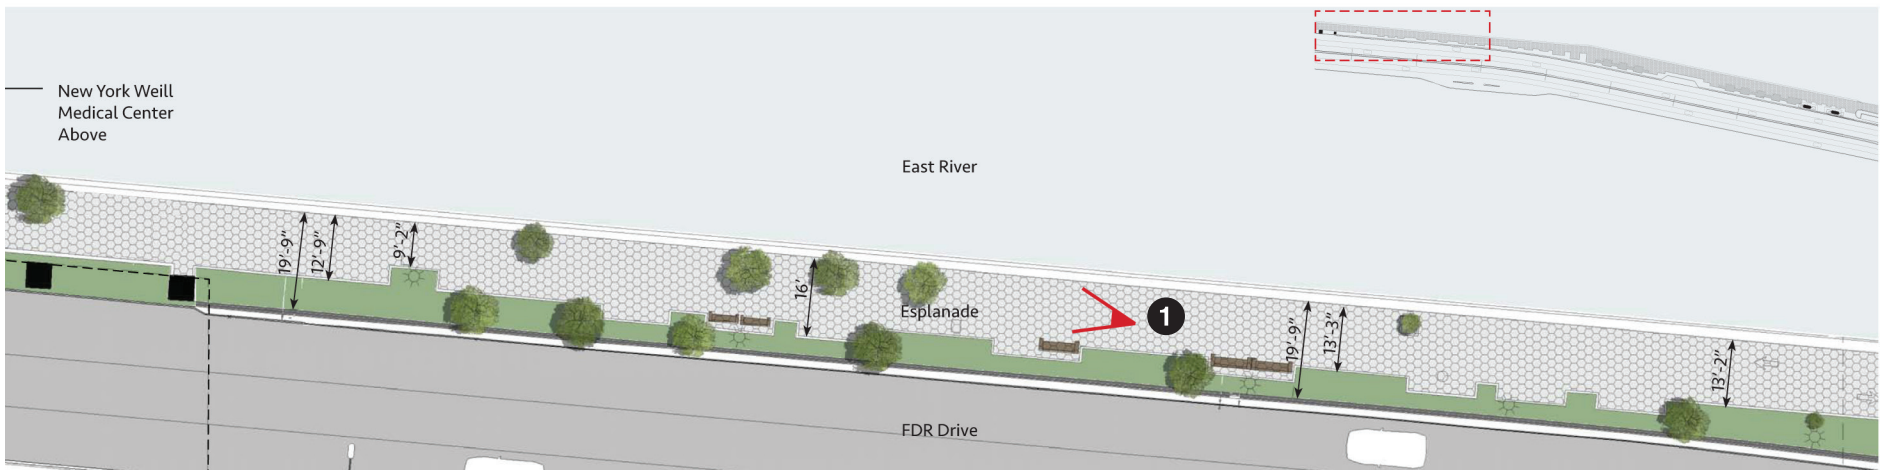 New York Weill
Medical Center
Above
East River
19'-9"
12'-9"
9'-2"
16'
Esplanade
1
19'-9"
13'-3"
13'-2"
FDR Drive